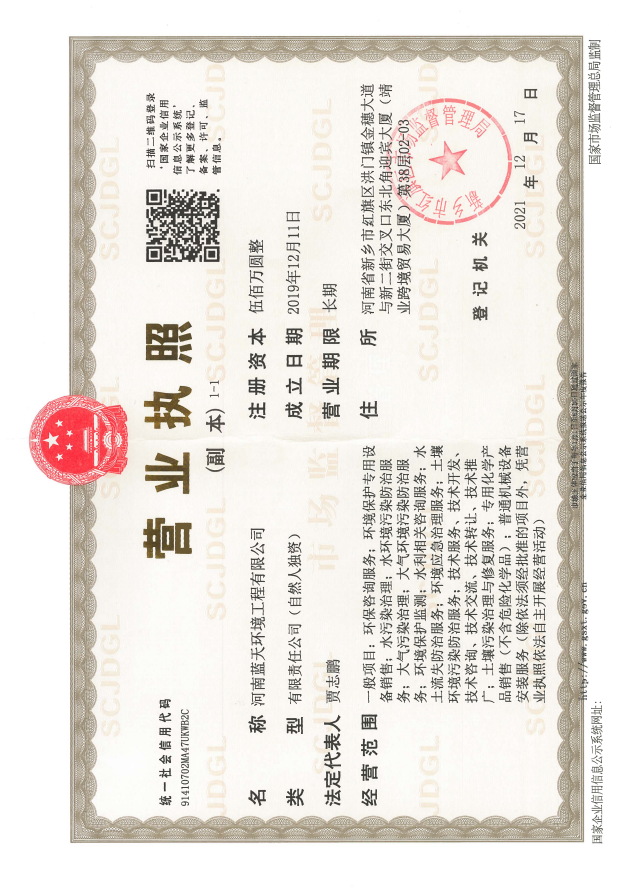 统一社会信用代码
91410702MA47UKWB2C
营业执照
(副 本) 1-1
扫描二维码登录
'国家企业信用
信息公示系统'
了解更多登记、
备案、许可、监
管信息。
名 称 河南蓝天环境工程有限公司
类 型 有限责任公司（自然人独资）
法定代表人 贾志鹏
经营范围 一般项目：环保咨询服务；环境保护专用设
备销售；水污染治理；水环境污染防治服
务；大气污染治理；大气环境污染防治服
务；环境保护监测；水利相关咨询服务；水
土流失防治服务；环境应急治理服务；土壤
环境污染防治服务；技术服务、技术开发、
技术咨询、技术交流、技术转让、技术推
广；土壤污染治理与修复服务；专用化学产
品销售（不含危险化学品）；普通机械设备
安装服务（除依法须经批准的项目外，凭营
业执照依法自主开展经营活动）
注册资本 伍佰万圆整
成立日期 2019年12月11日
营业期限 长期
住 所 河南省新乡市红旗区洪门镇金穗大道
与新二街交叉口东北角迎宾大厦（靖
业跨境贸易大厦）第38层02-03
登记机关
2021 年 12 月 17 日
国家企业信用信息公示系统网址:
http://www.gsxt.gov.cn
国家市场监督管理总局监制